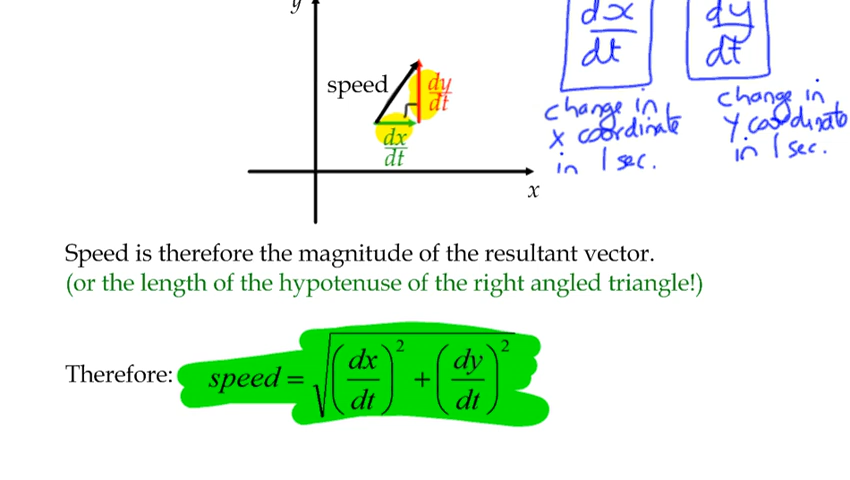 y
speed
dy
dt
dx
dt
x
dx
dt
change in
x coordinate
in 1 sec.
dy
dt
change in
y coordinate
in 1 sec.
Speed is therefore the magnitude of the resultant vector.
(or the length of the hypotenuse of the right angled triangle!)
Therefore: speed = √((dx/dt)² + (dy/dt)²)